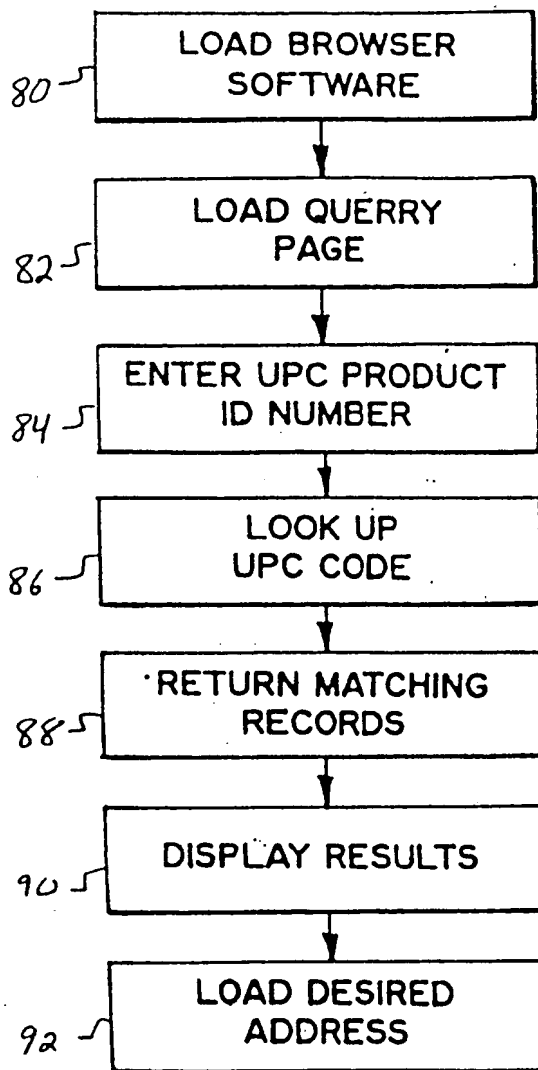 LOAD BROWSER
80 SOFTWARE
LOAD QUERRY
82 PAGE
ENTER UPC PRODUCT
84 ID NUMBER
LOOK UP
86 UPC CODE
RETURN MATCHING
88 RECORDS
DISPLAY RESULTS
90
LOAD DESIRED
92 ADDRESS